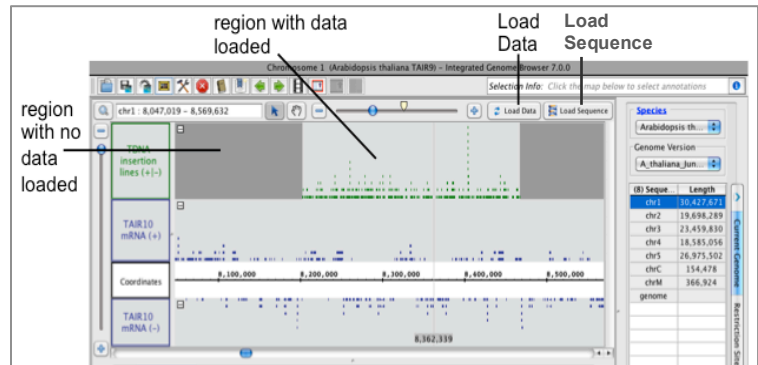 region with data
loaded
Load
Data
Load
Sequence
region
with no
data
loaded
Chromosome 1 (Arabidopsis thaliana TAIR9) - Integrated Genome Browser 7.0.0
Selection Info: Click the map below to select annotations
chr1 : 8,047,019 - 8,569,632
Load Data
Load Sequence
TDNA
insertion
lines (+|-)
TAIR10
mRNA (+)
Coordinates
8,100,000 8,200,000 8,300,000 8,400,000 8,500,000
TAIR10
mRNA (-)
8,362,339
Species
Arabidopsis th...
Genome Version
A_thaliana_Jun...
(8) Seque... Length
chr1 30,427,671
chr2 19,698,289
chr3 23,459,830
chr4 18,585,056
chr5 26,975,502
chrC 154,478
chrM 366,924
genome
Current Genome
Restriction Site